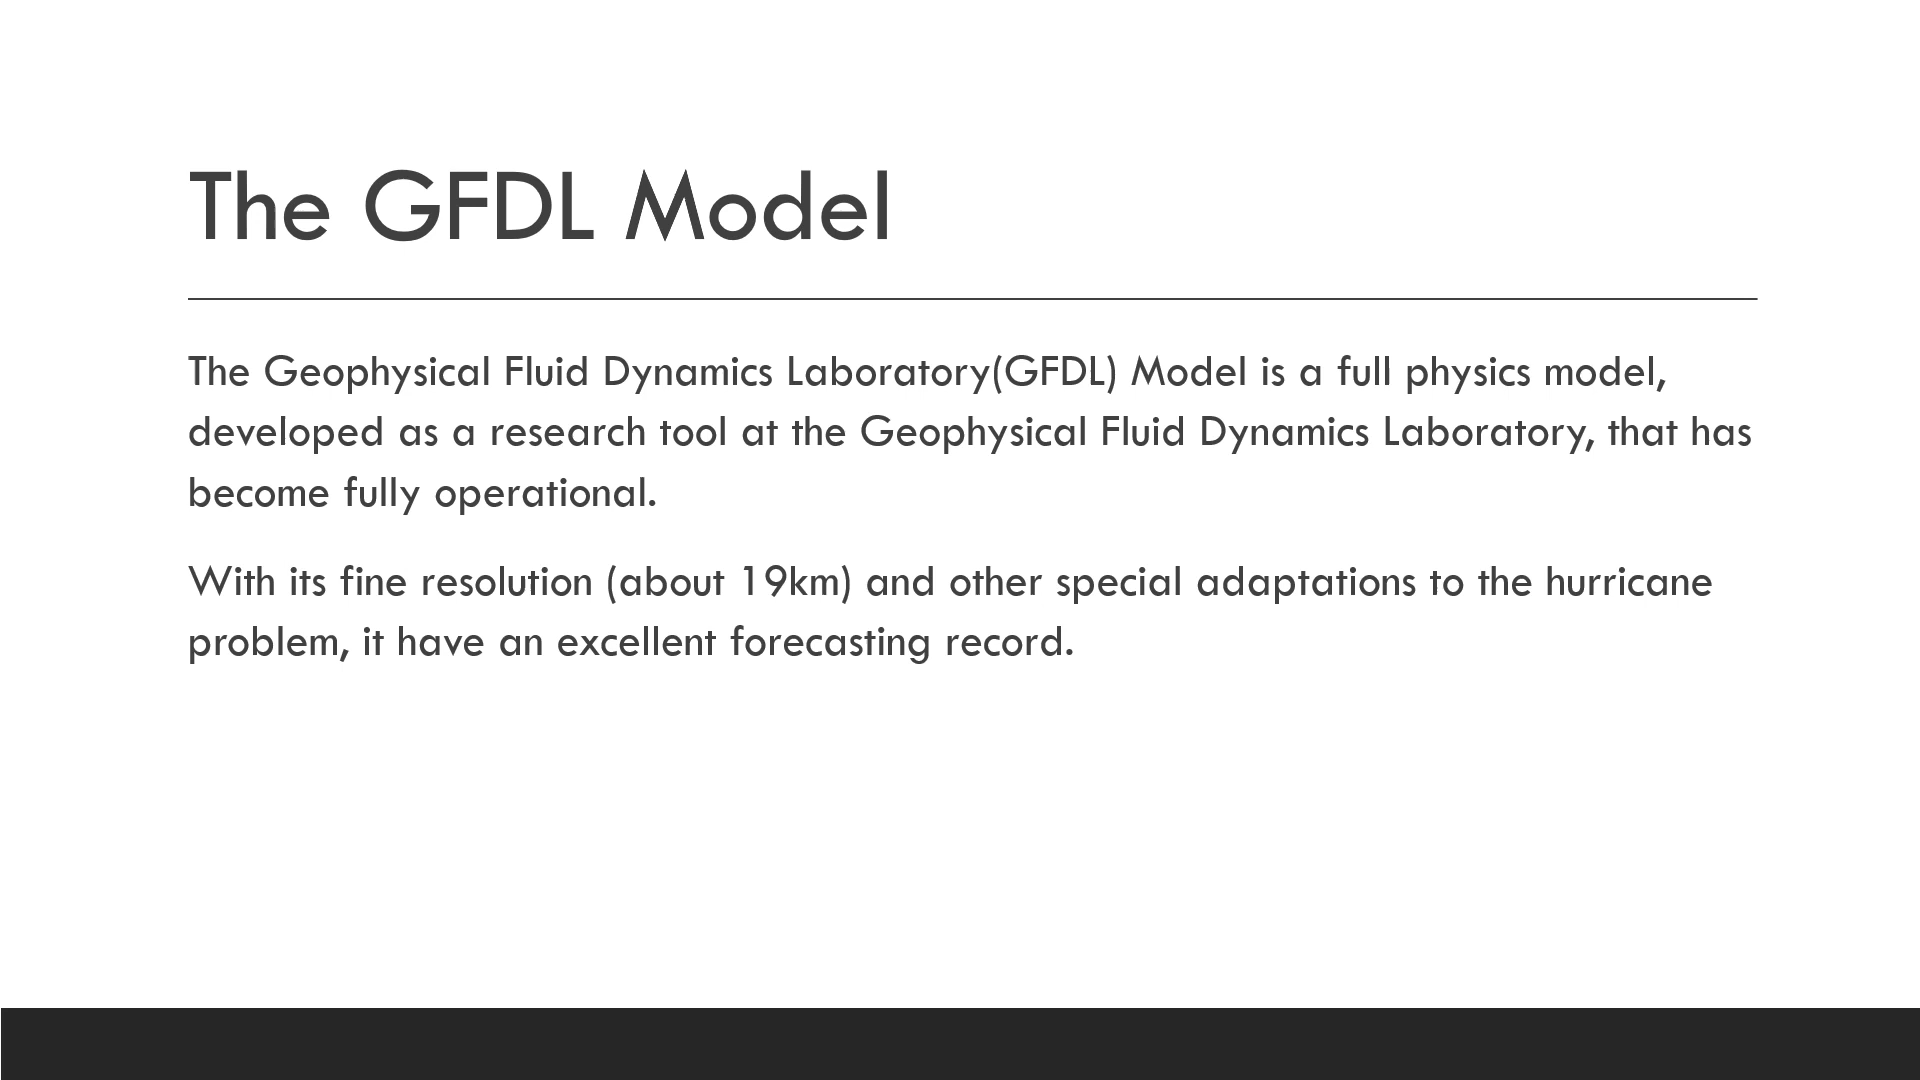 The GFDL Model
The Geophysical Fluid Dynamics Laboratory(GFDL) Model is a full physics model,
developed as a research tool at the Geophysical Fluid Dynamics Laboratory, that has
become fully operational.
With its fine resolution (about 19km) and other special adaptations to the hurricane
problem, it have an excellent forecasting record.